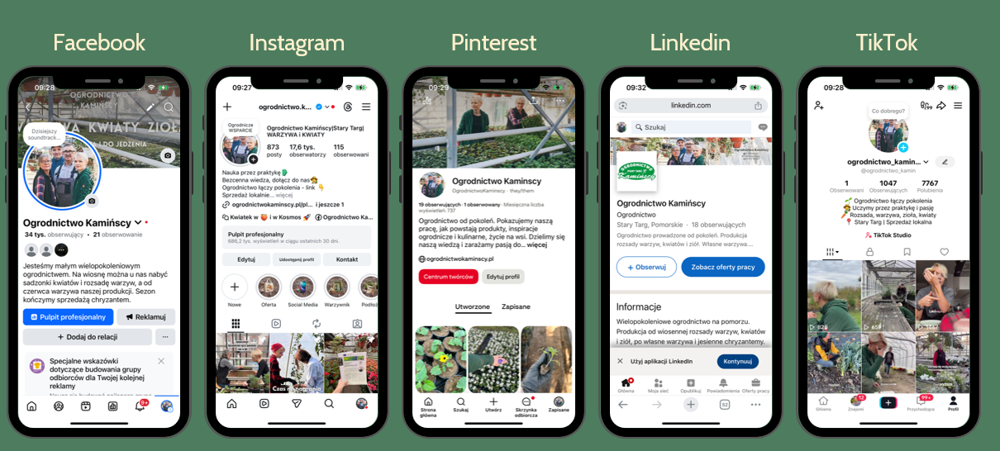 Facebook
Instagram
Pinterest
Linkedin
TikTok
09:28
OGRODNICTWO
KAMIŃSCY
KWIATY ZIOŁ
DO JEDZENIA
Dzisiejszy
soundtrack...
Ogrodnictwo Kamińscy
34 tys. obserwujący • 21 obserwowanie
Jesteśmy małym wielopokoleniowym
ogrodnictwem. Na wiosnę można u nas nabyć
sadzonki kwiatów i rozsadę warzyw, a od
czerwca warzywa naszej produkcji. Sezon
kończymy sprzedażą chryzantem.
Pulpit profesjonalny
Reklamuj
+ Dodaj do relacji
Specjalne wskazówki
dotyczące budowania grupy
odbiorców dla Twojej kolejnej
reklamy
9+
09:27
ogrodnictwo.k...
Ogrodnicze
WSPARCIE
Ogrodnictwo Kamińscy|Stary Targ|
WARZYWA i KWIATY
873 17,6 tys. 115
posty obserwatorzy obserwowani
Nauka przez praktykę
Bezcenna wiedza, dołącz do nas
Ogrodnictwo łączy pokolenia - link
Sprzedaż lokalnie... więcej
ogrodnictwokaminscy.pl/pl... i jeszcze 1
Kwiatek w i w Kosmos
Ogrodnictwo Ka...
Pulpit profesjonalny
686,2 tys. wyświetleń w ciągu ostatnich 30 dni.
Edytuj
Udostępnij profil
Kontakt
Nowe
Oferta
Social Media
Warzywnik
Podłoż
Czas na nagranie
09:29
Ogrodnictwo Kaminscy
OgrodnictwoKaminscy · they/them
19 obserwujących · 1 obserwowany · Miesięczna liczba
wyświetleń: 737
Ogrodnictwo od pokoleń. Pokazujemy naszą
pracę, jak powstają produkty, inspiracje
ogrodnicze i kulinarne, życie na wsi. Dzielimy się
naszą wiedzą i zarażamy pasją do... więcej
ogrodnictwokaminscy.pl
Centrum twórców
Edytuj profil
Utworzone
Zapisane
Strona
główna
Szukaj
Utwórz
Skrzynka
odbiorcza
Zapisane
09:32
linkedin.com
Szukaj
Ogrodnictwo Kamińscy
OGRODNICTWO
STARY TARG
Kamińscy
Ogrodnictwo Kamińscy
Ogrodnictwo
Stary Targ, Pomorskie · 18 obserwujących
Ogrodnictwo prowadzone od pokoleń. Produkcja
rozsady warzyw, kwiatów i ziół. Własne warzywa....
+ Obserwuj
Zobacz oferty pracy
Informacje
Wielopokoleniowe ogrodnictwo na pomorzu.
Produkcja od wiosennej rozsady warzyw, kwiatów
i ziół, po własne warzywa i jesienne chryzantemy.
Użyj aplikacji LinkedIn
Kontynuuj
Główna
Moja sieć
Opublikuj
Powiadomienia
Oferty pracy
52
09:28
Co dobrego?
ogrodnictwo_kamin...
@ogrodnictwo_kamin
1 1047 7767
Obserwowani Obserwujących Polubienia
Ogrodnictwo łączy pokolenia
Uczymy przez praktykę i pasję
Rozsada, warzywa, zioła, kwiaty
Stary Targ | Sprzedaż lokalna
TikTok Studio
828
659
Główna
Znajomi
12
99+
Przychodzące
Profil